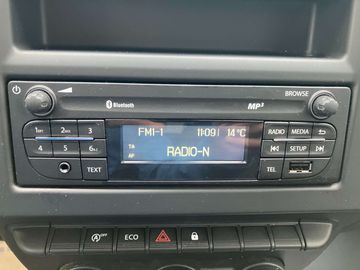 BROWSE
Bluetooth
MP3
FM1-1 11:09 14°C
TA
AF
RADIO-N
1 2 3
4 5 6
TEXT
RADIO MEDIA
SETUP
TEL
A
ECO